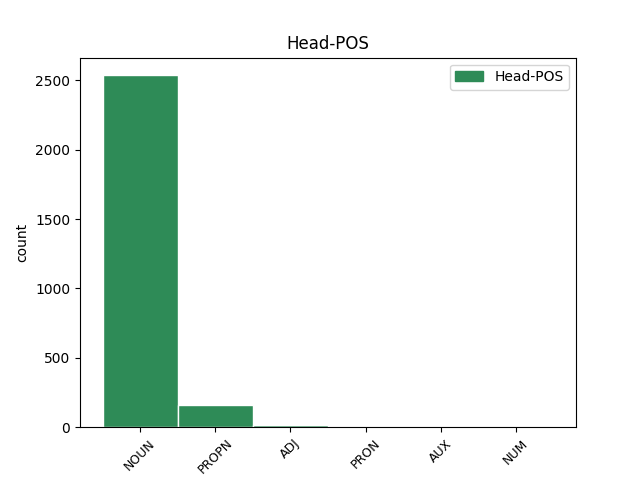 Head-POS
Head-POS
2500
2000
1500
1000
500
0
count
NOUN
PROPN
ADJ
PRON
AUX
NUM